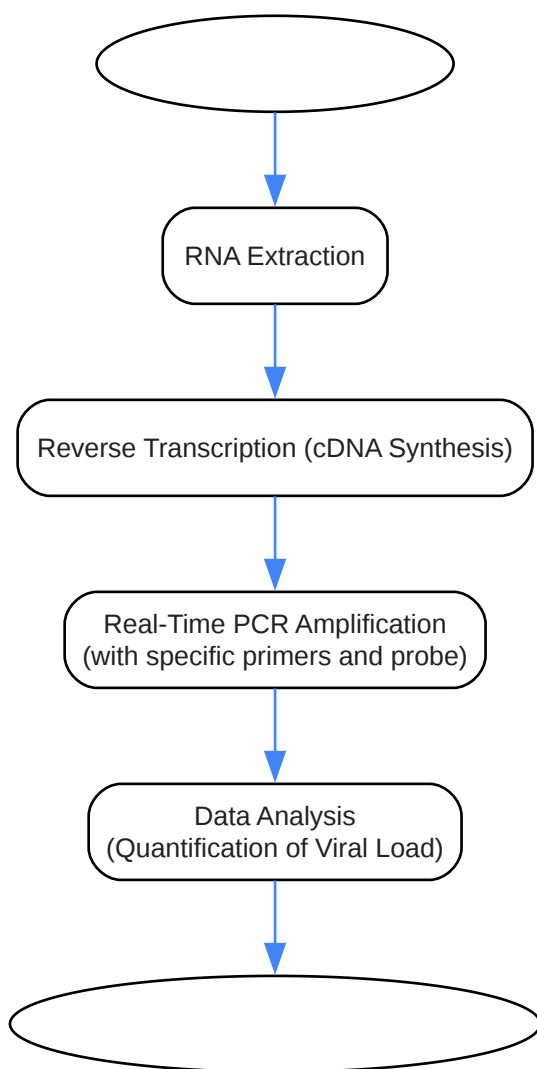 RNA Extraction
Reverse Transcription (cDNA Synthesis)
Real-Time PCR Amplification
(with specific primers and probe)
Data Analysis
(Quantification of Viral Load)